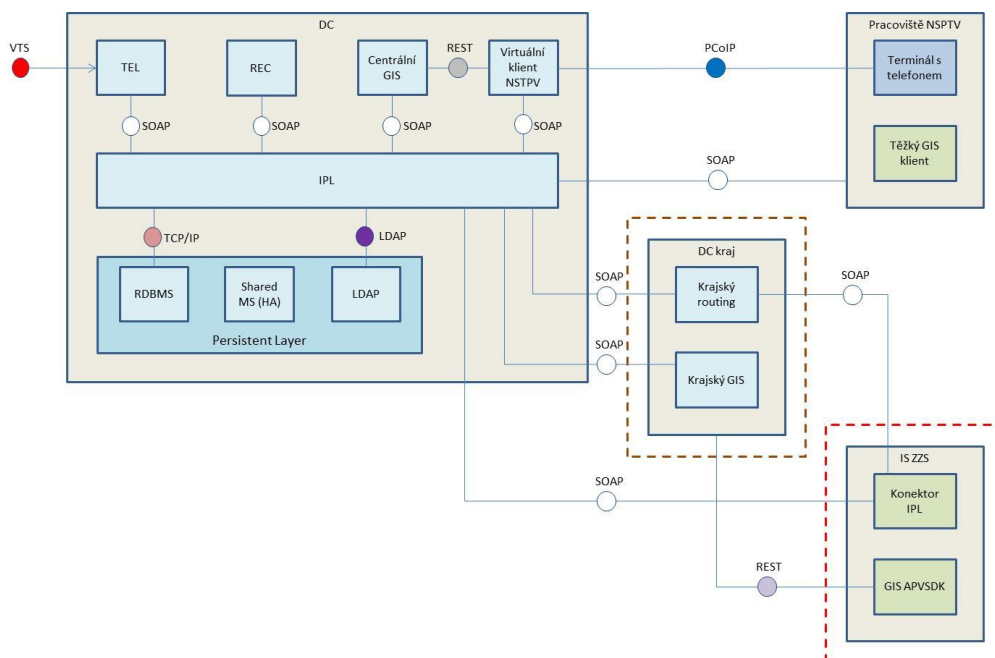 DC
Pracoviště NSPTV
VTS
TEL
REC
Centrální
GIS
REST
Virtuální
klient
NSTPV
PCoIP
Terminál s
telefonem
SOAP
SOAP
SOAP
SOAP
Těžký GIS
klient
SOAP
IPL
TCP/IP
LDAP
DC kraj
RDBMS
Shared
MS (HA)
LDAP
Persistent Layer
SOAP
Krajský
routing
SOAP
SOAP
Krajský GIS
IS ZZS
SOAP
Konektor
IPL
REST
GIS APVSDK